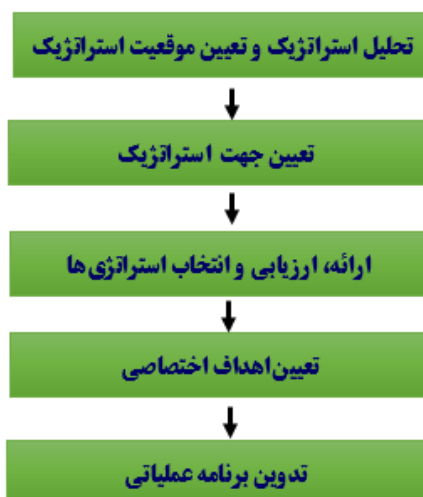 تحلیل استراتژیک و تعیین موقعیت استراتژیک
تعیین جهت استراتژیک
ارائه، ارزیابی و انتخاب استراتژی‌ها
تعیین اهداف اختصاصی
تدوین برنامه عملیاتی